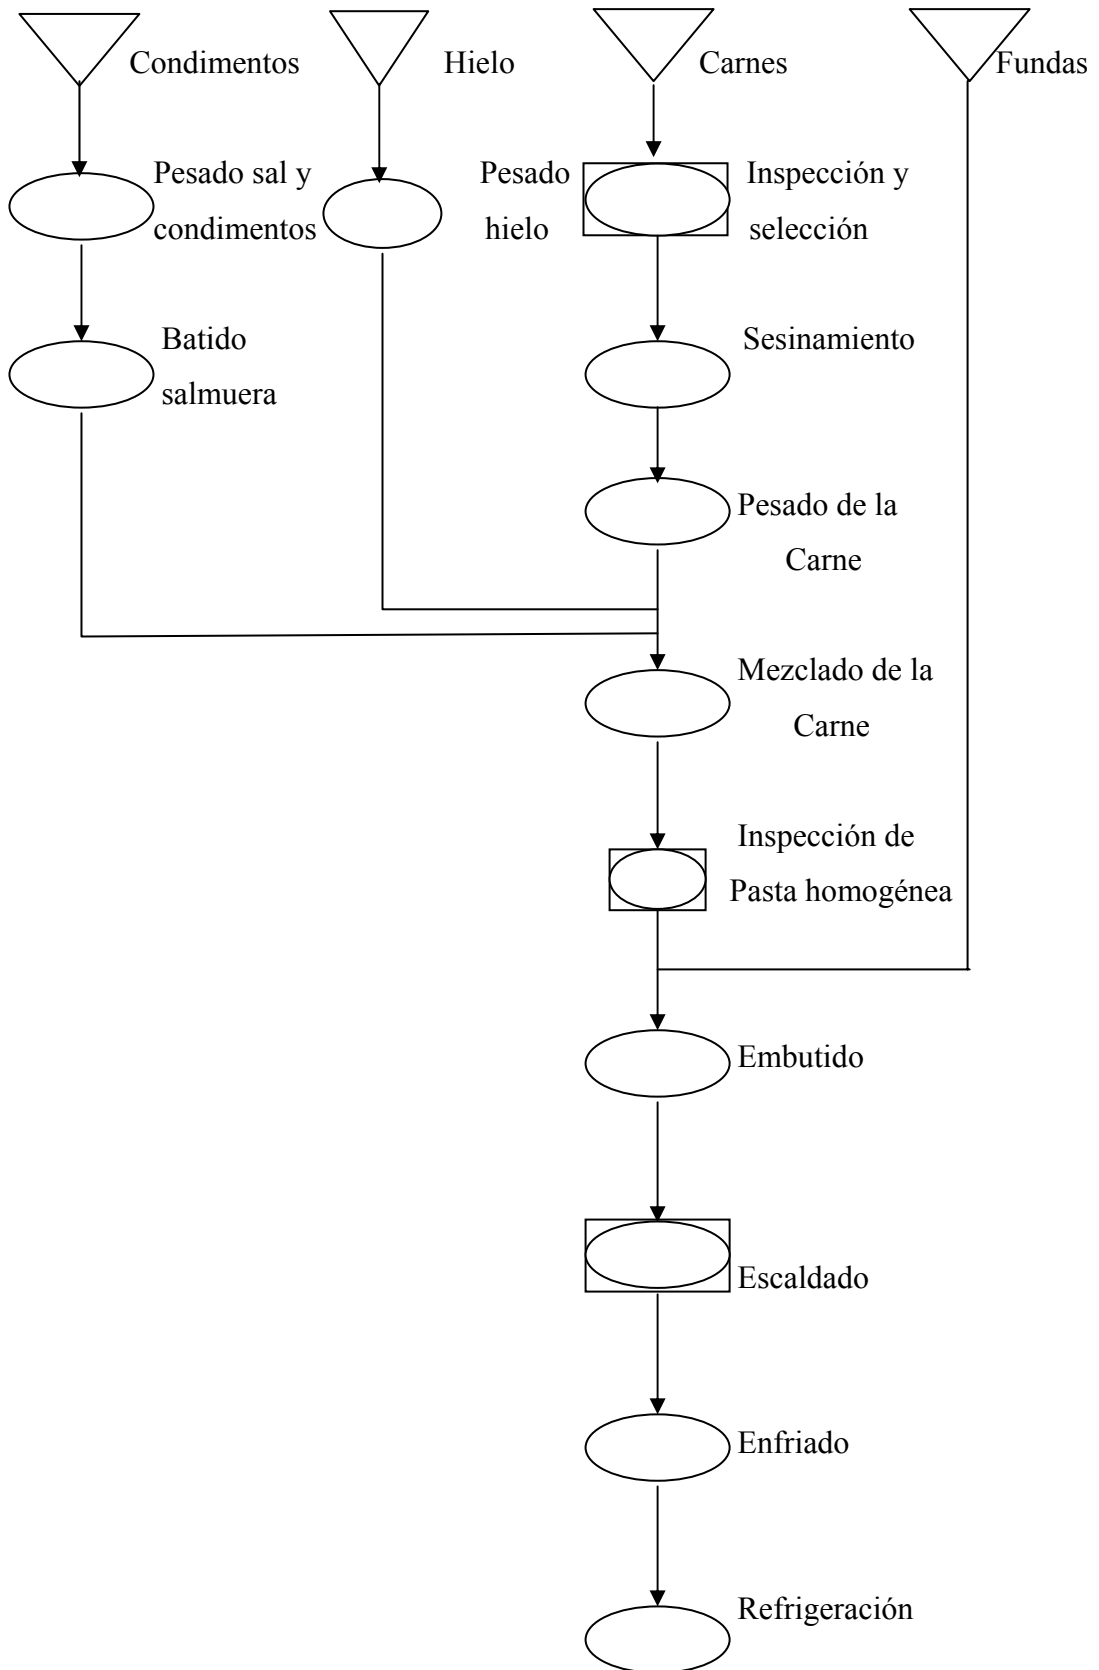 Condimentos
Hielo
Carnes
Fundas
Pesado sal y
condimentos
Pesado
hielo
Inspección y
selección
Batido
salmuera
Sesinamiento
Pesado de la
Carne
Mezclado de la
Carne
Inspección de
Pasta homogénea
Embutido
Escaldado
Enfriado
Refrigeración